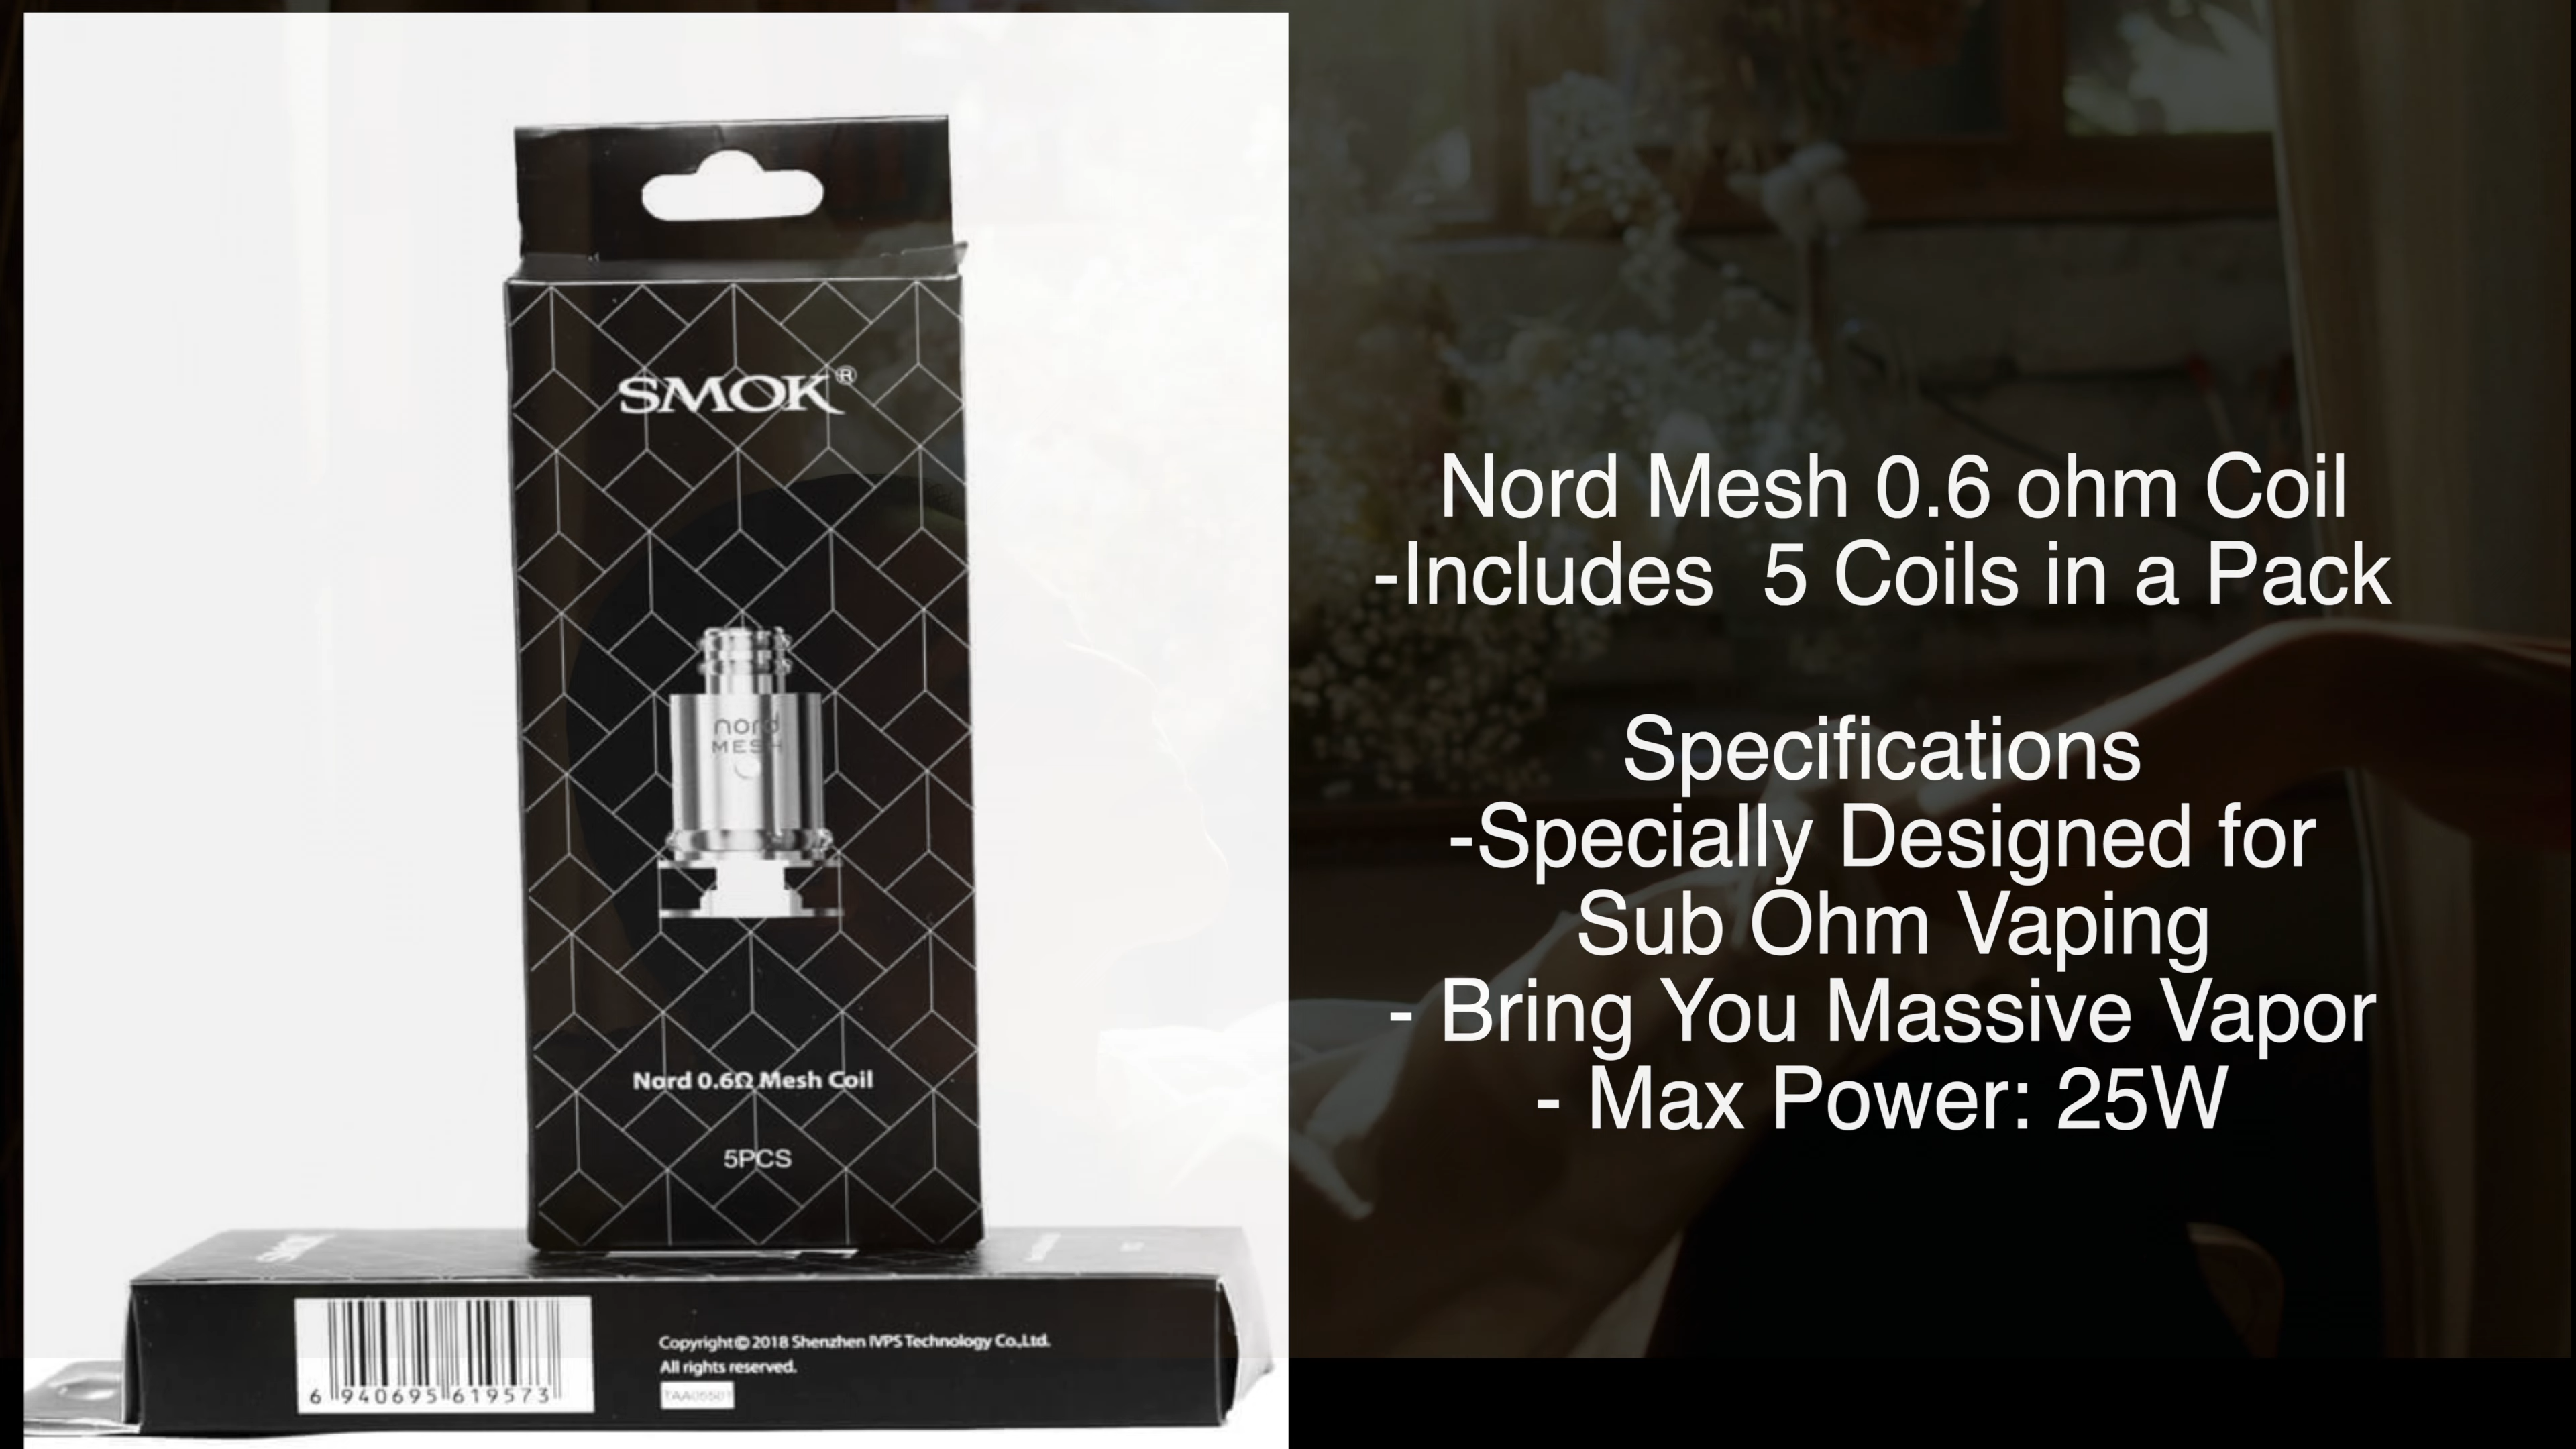 SMOK®
nord
MESH
Nord 0.6Ω Mesh Coil
5PCS
Copyright© 2018 Shenzhen IVPS Technology Co.,Ltd.
All rights reserved.
6 940695 619573
Nord Mesh 0.6 ohm Coil
-Includes 5 Coils in a Pack
Specifications
-Specially Designed for
Sub Ohm Vaping
- Bring You Massive Vapor
- Max Power: 25W